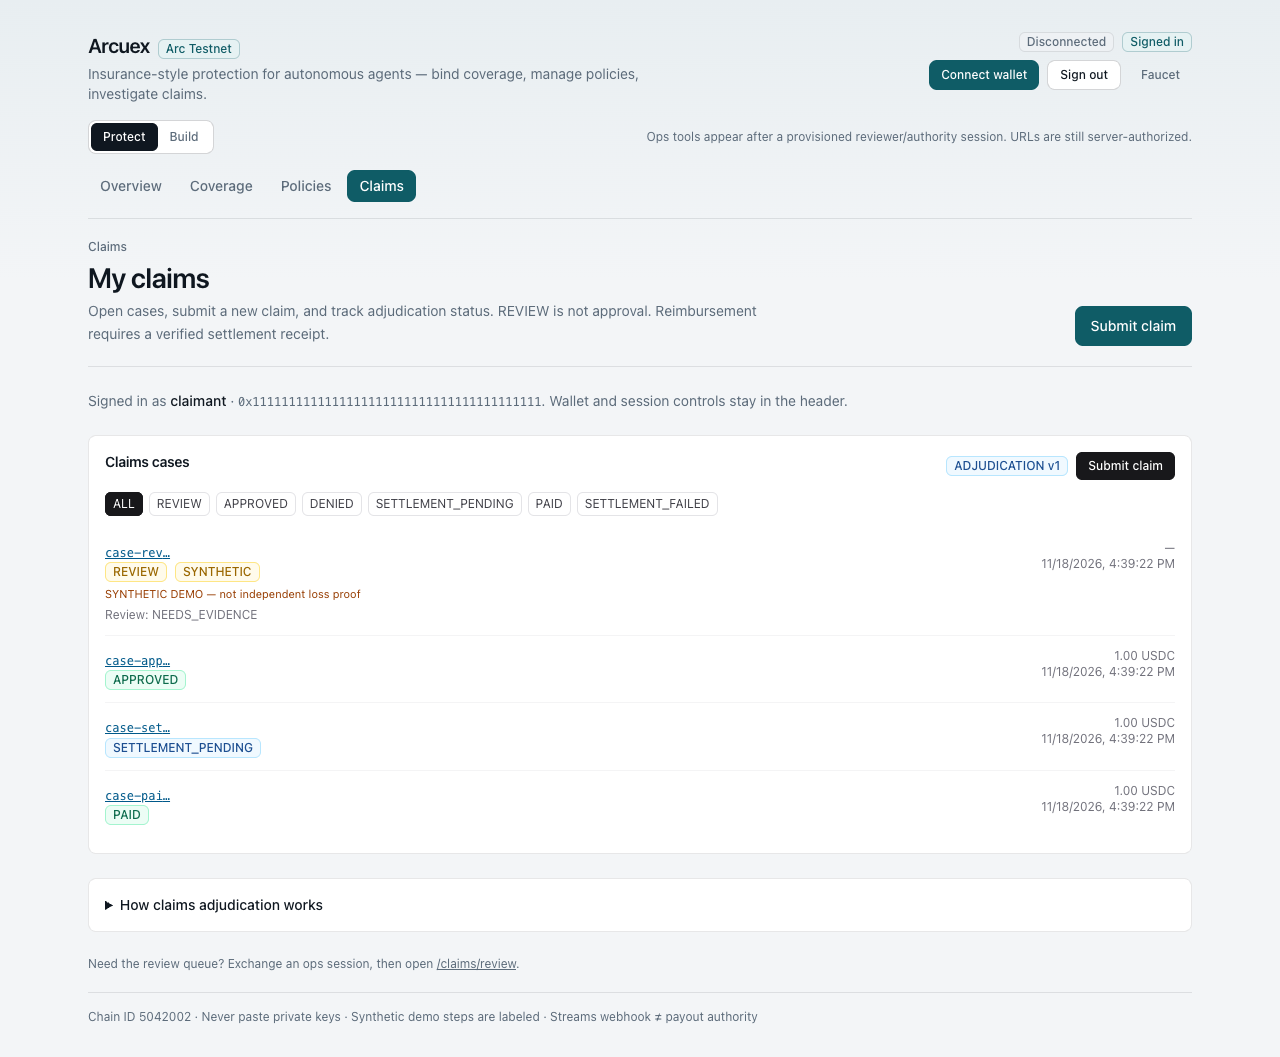 Arcuex Arc Testnet
Disconnected Signed in
Insurance-style protection for autonomous agents — bind coverage, manage policies,
investigate claims.
Connect wallet Sign out Faucet
Protect Build
Ops tools appear after a provisioned reviewer/authority session. URLs are still server-authorized.
Overview Coverage Policies Claims
Claims
My claims
Open cases, submit a new claim, and track adjudication status. REVIEW is not approval. Reimbursement
requires a verified settlement receipt.
Submit claim
Signed in as claimant · 0x1111111111111111111111111111111111111111. Wallet and session controls stay in the header.
Claims cases
ADJUDICATION v1 Submit claim
ALL REVIEW APPROVED DENIED SETTLEMENT_PENDING PAID SETTLEMENT_FAILED
case-rev…
—
11/18/2026, 4:39:22 PM
REVIEW SYNTHETIC
SYNTHETIC DEMO — not independent loss proof
Review: NEEDS_EVIDENCE
case-app…
1.00 USDC
11/18/2026, 4:39:22 PM
APPROVED
case-set…
1.00 USDC
11/18/2026, 4:39:22 PM
SETTLEMENT_PENDING
case-pai…
1.00 USDC
11/18/2026, 4:39:22 PM
PAID
How claims adjudication works
Need the review queue? Exchange an ops session, then open /claims/review.
Chain ID 5042002 · Never paste private keys · Synthetic demo steps are labeled · Streams webhook ≠ payout authority